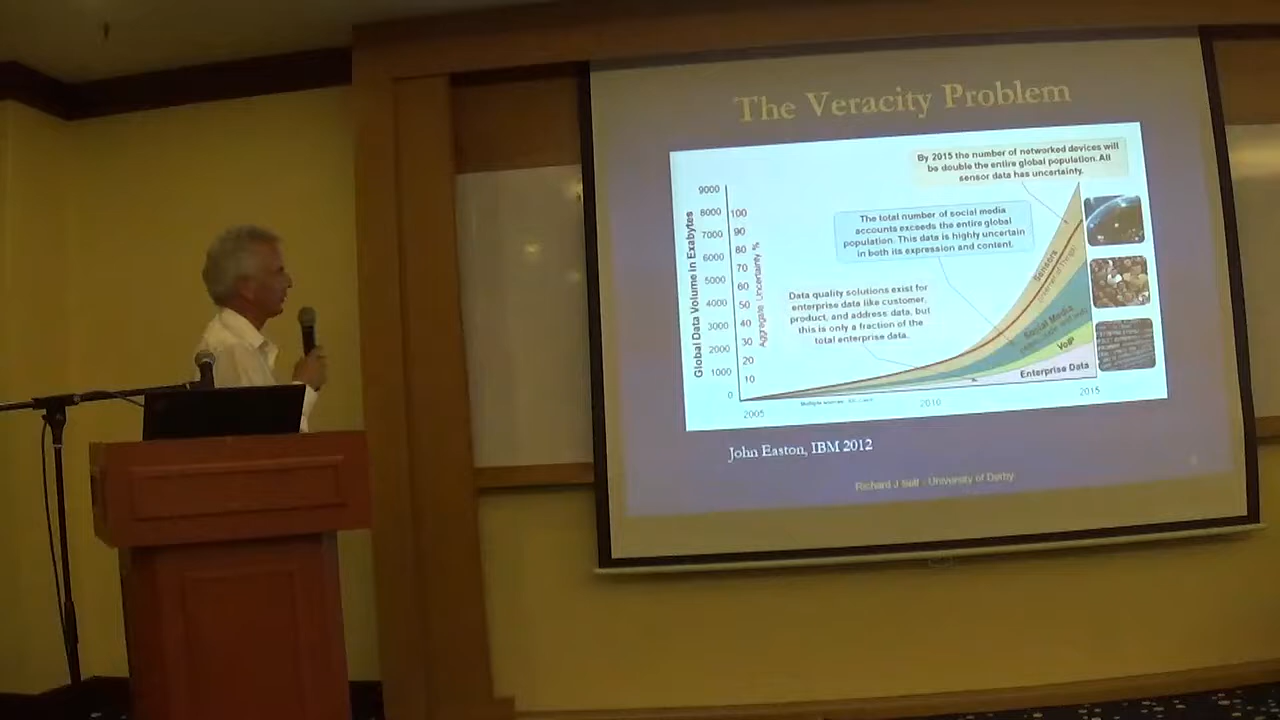 The Veracity Problem
By 2015 the number of networked devices will
be double the entire global population. All
sensor data has uncertainty.
The total number of social media
accounts exceeds the entire global
population. This data is highly uncertain
in both its expression and content.
Data quality solutions exist for
enterprise data like customer,
product, and address data, but
this is only a fraction of the
total enterprise data.
Global Data Volume in Exabytes
9000
8000
7000
6000
5000
4000
3000
2000
1000
0
Aggregate Uncertainty %
100
90
80
70
60
50
40
30
20
10
Sensors
Social Media
VoIP
Enterprise Data
2005
2010
2015
John Easton, IBM 2012
Richard J Self - University of Derby